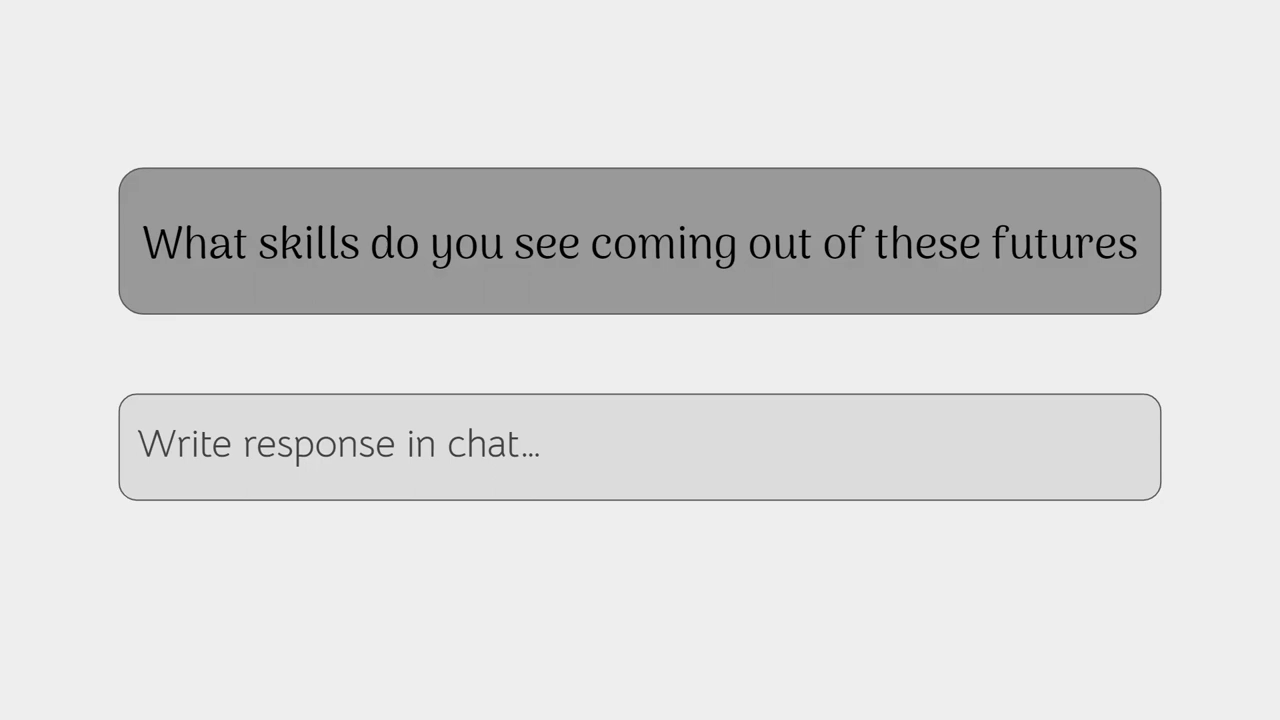 What skills do you see coming out of these futures
Write response in chat...